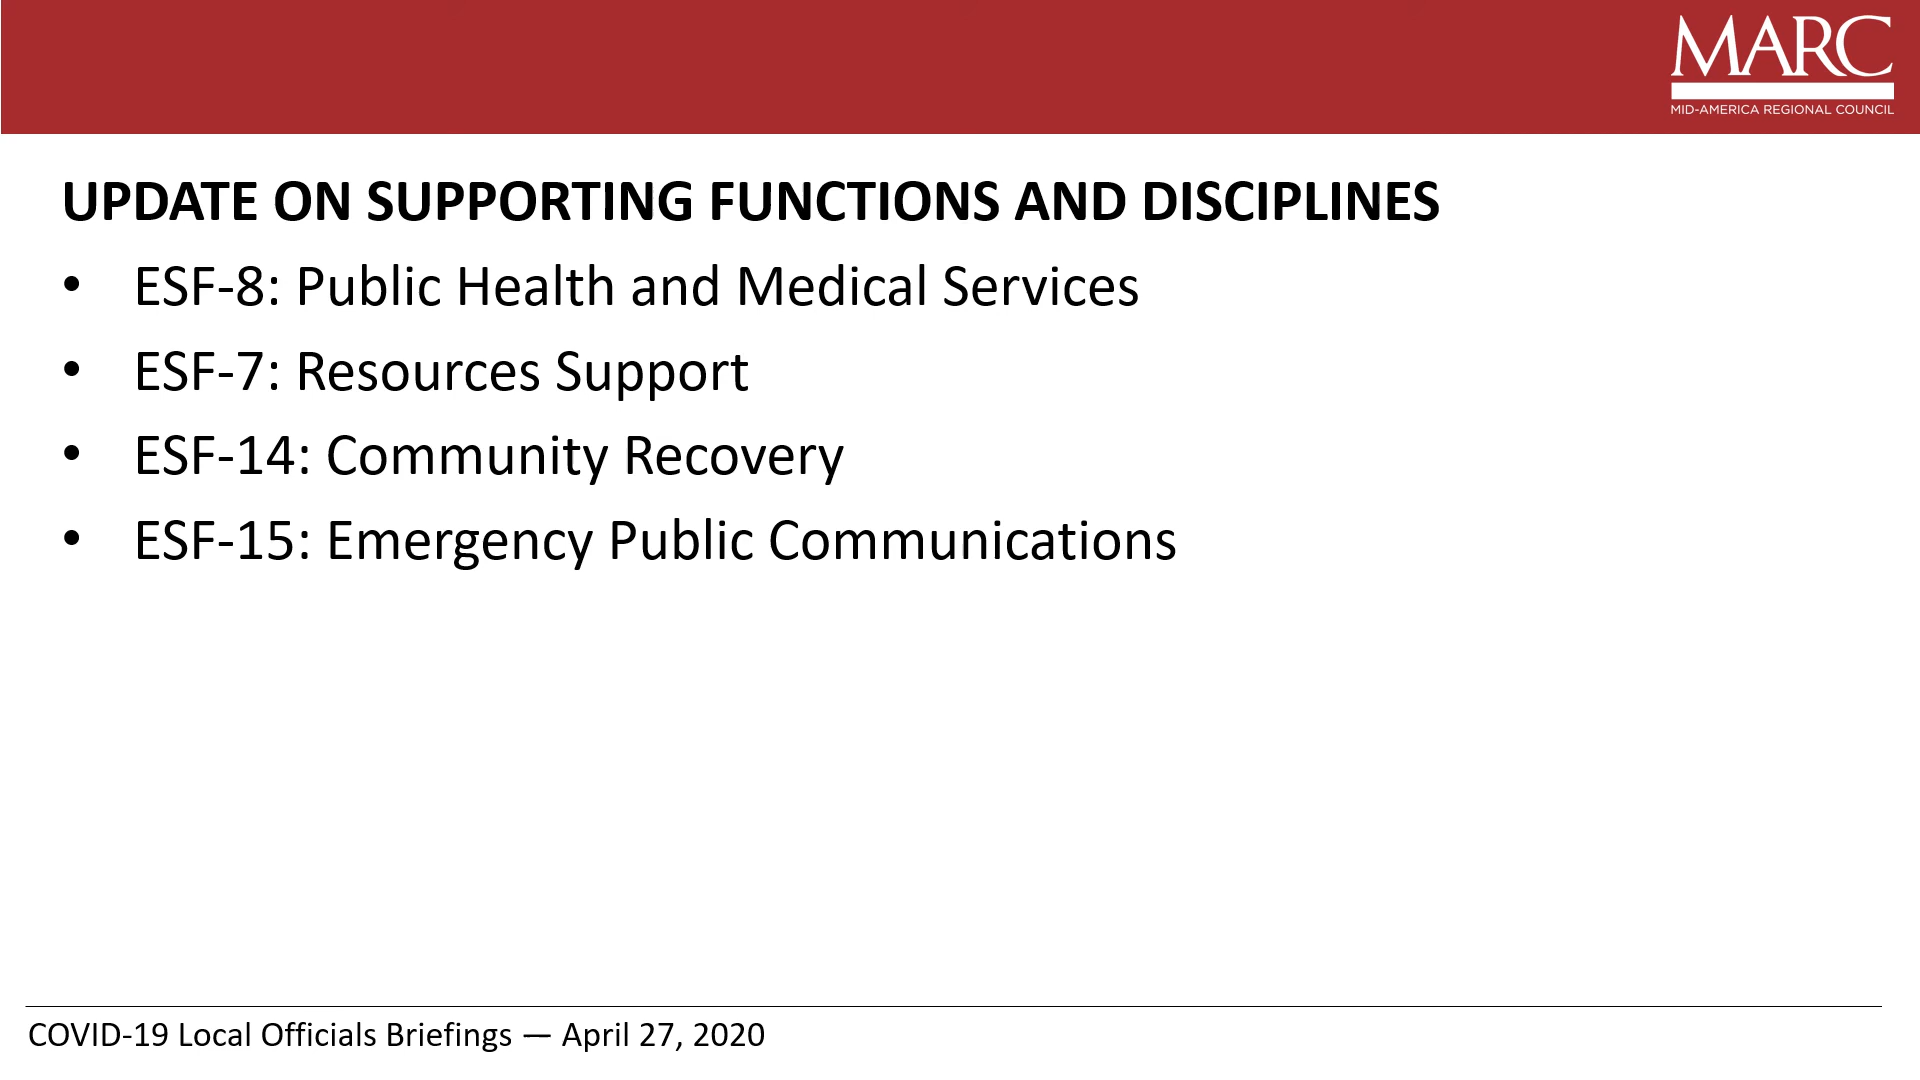 MARC
MID-AMERICA REGIONAL COUNCIL
UPDATE ON SUPPORTING FUNCTIONS AND DISCIPLINES
• ESF-8: Public Health and Medical Services
• ESF-7: Resources Support
• ESF-14: Community Recovery
• ESF-15: Emergency Public Communications
COVID-19 Local Officials Briefings — April 27, 2020